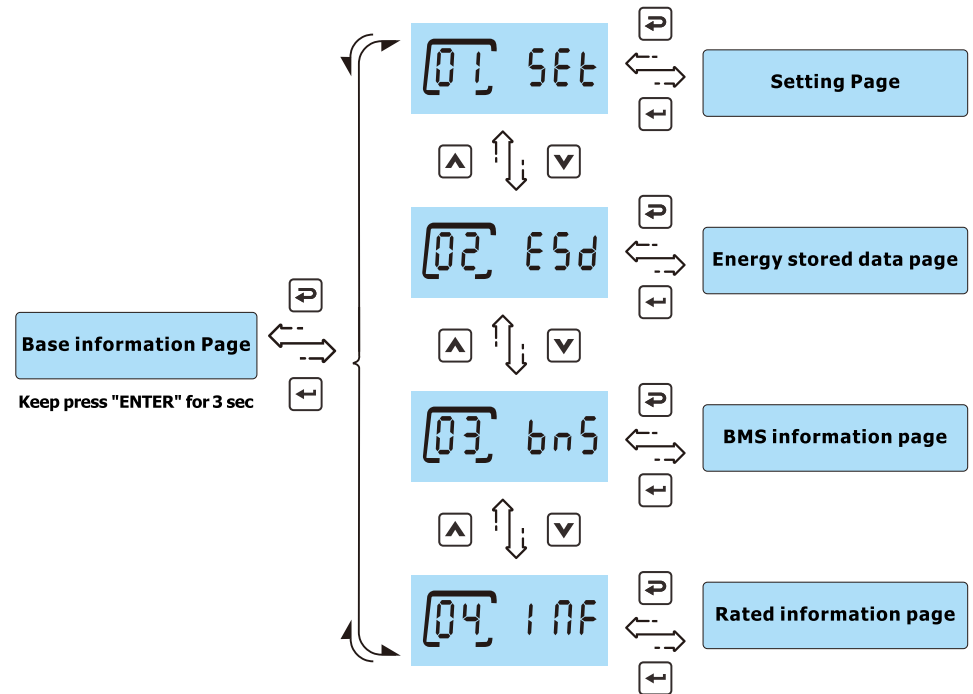 01 SEt
Setting Page
02 ESd
Energy stored data page
Base information Page
Keep press "ENTER" for 3 sec
03 bnS
BMS information page
04 INF
Rated information page